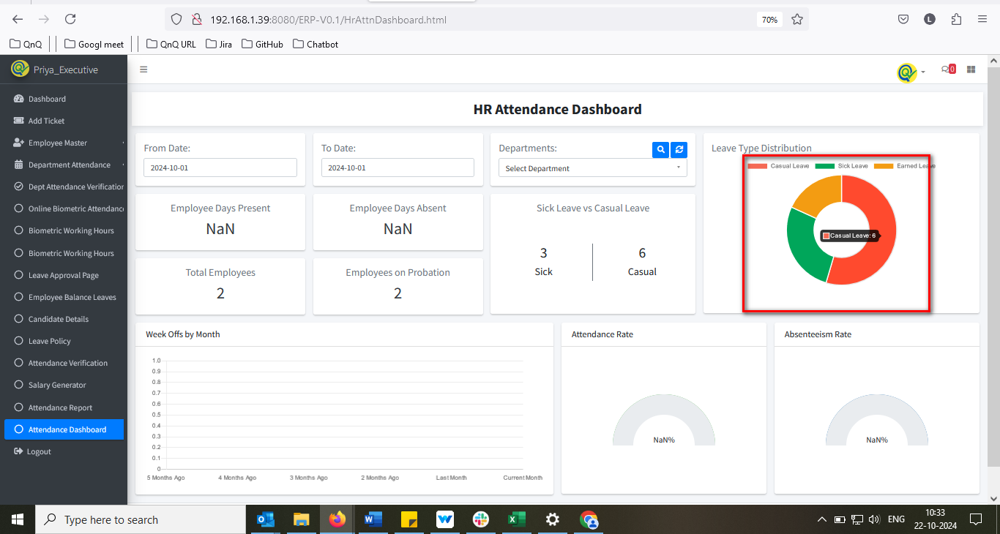 192.168.1.39:8080/ERP-V0.1/HrAttnDashboard.html
70%
L
QnQ
Googl meet
QnQ URL
Jira
GitHub
Chatbot
Priya_Executive
0
Dashboard
Add Ticket
Employee Master
Department Attendance
Dept Attendance Verification
Online Biometric Attendanc
Biometric Working Hours
Biometric Working Hours
Leave Approval Page
Employee Balance Leaves
Candidate Details
Leave Policy
Attendance Verification
Salary Generator
Attendance Report
Attendance Dashboard
Logout
HR Attendance Dashboard
From Date:
2024-10-01
To Date:
2024-10-01
Departments:
Select Department
Leave Type Distribution
Casual Leave Sick Leave Earned Leave
Casual Leave: 6
Employee Days Present
NaN
Employee Days Absent
NaN
Sick Leave vs Casual Leave
3
Sick
6
Casual
Total Employees
2
Employees on Probation
2
Week Offs by Month
1.0
0.9
0.8
0.7
0.6
0.5
0.4
0.3
0.2
0.1
0
5 Months Ago 4 Months Ago 3 Months Ago 2 Months Ago Last Month Current Month
Attendance Rate
NaN%
Absenteeism Rate
NaN%
Type here to search
ENG
10:33
22-10-2024